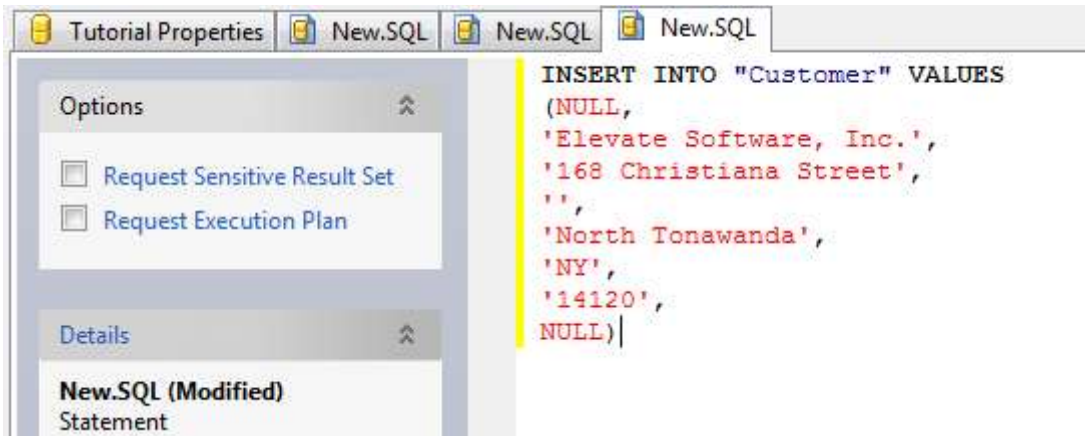 Tutorial Properties New.SQL New.SQL New.SQL
Options
Request Sensitive Result Set
Request Execution Plan
Details
New.SQL (Modified)
Statement
INSERT INTO "Customer" VALUES
(NULL,
'Elevate Software, Inc.',
'168 Christiana Street',
'',
'North Tonawanda',
'NY',
'14120',
NULL)